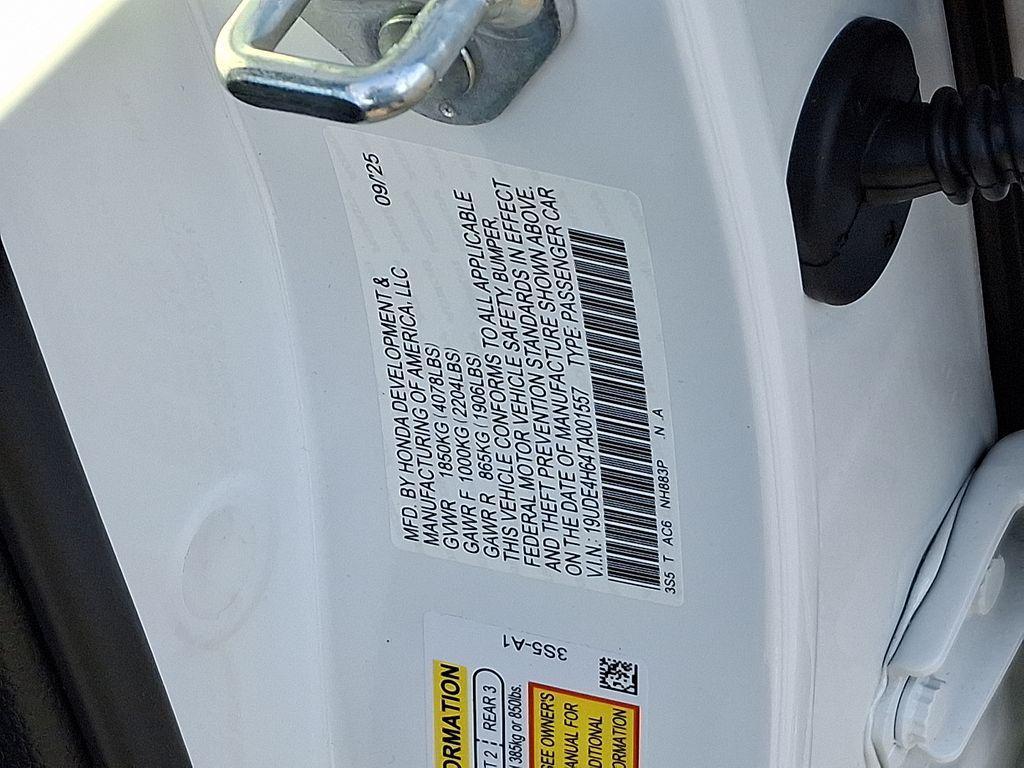 MFD. BY HONDA DEVELOPMENT & 09/25
MANUFACTURING OF AMERICA. LLC
GVWR 1850KG (4078LBS)
GAWR F 1000KG (2204LBS)
GAWR R 865KG (1906LBS)
THIS VEHICLE CONFORMS TO ALL APPLICABLE
FEDERAL MOTOR VEHICLE SAFETY, BUMPER,
AND THEFT PREVENTION STANDARDS IN EFFECT
ON THE DATE OF MANUFACTURE SHOWN ABOVE.
V.I.N.: 19UDE4H64TA001557 TYPE PASSENGER CAR
3S5 T AC6 NH883P N A
3S5-A1
ORMATION
T 2 REAR 3
385kg or 850lbs.
SEE OWNER'S
ANUAL FOR
DITIONAL
ORMATION